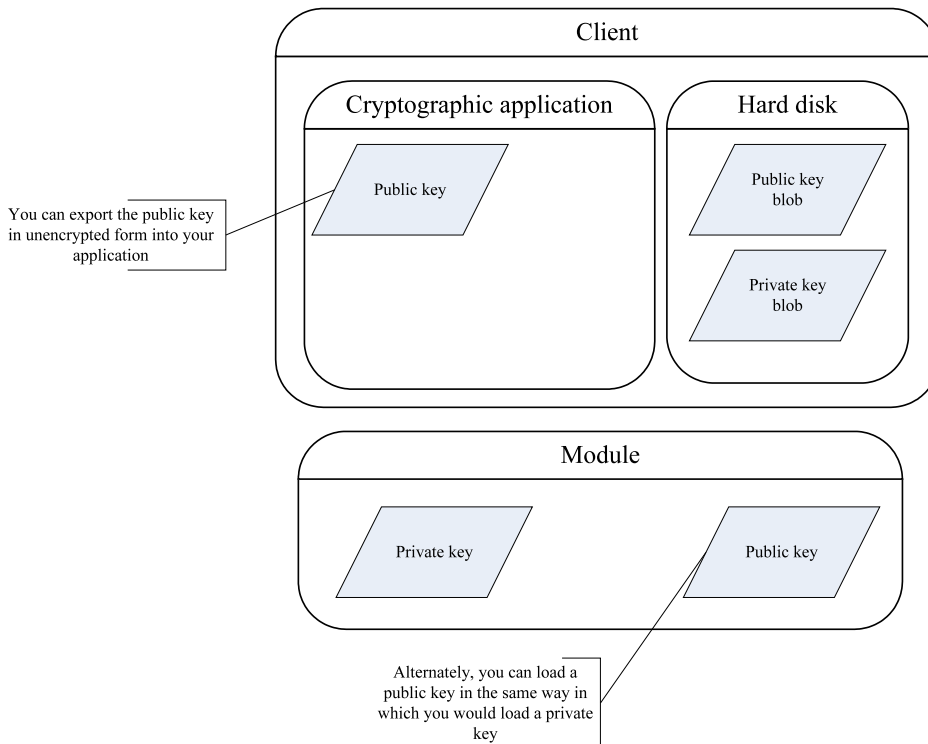 Client
Cryptographic application
Hard disk
Public key
Public key
blob
Private key
blob
You can export the public key
in unencrypted form into your
application
Module
Private key
Public key
Alternately, you can load a
public key in the same way in
which you would load a private
key